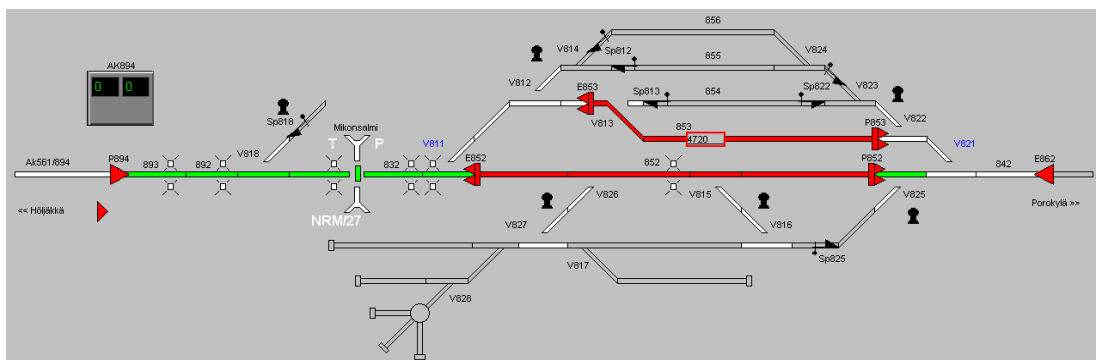 856
V814
Sp812
V824
AK894
0 0
855
V812
V823
E853
Sp813
Sp822
854
Sp818
Mikonsalmi
V813
853
P853
V822
T P
4720
V818
V811
V821
Ak561/894
P894
893
892
832
E852
852
P852
842
E862
<< Höljäkkä
NRM/27
V826
V815
V825
Porokylä >>
V827
V816
V817
Sp825
V828